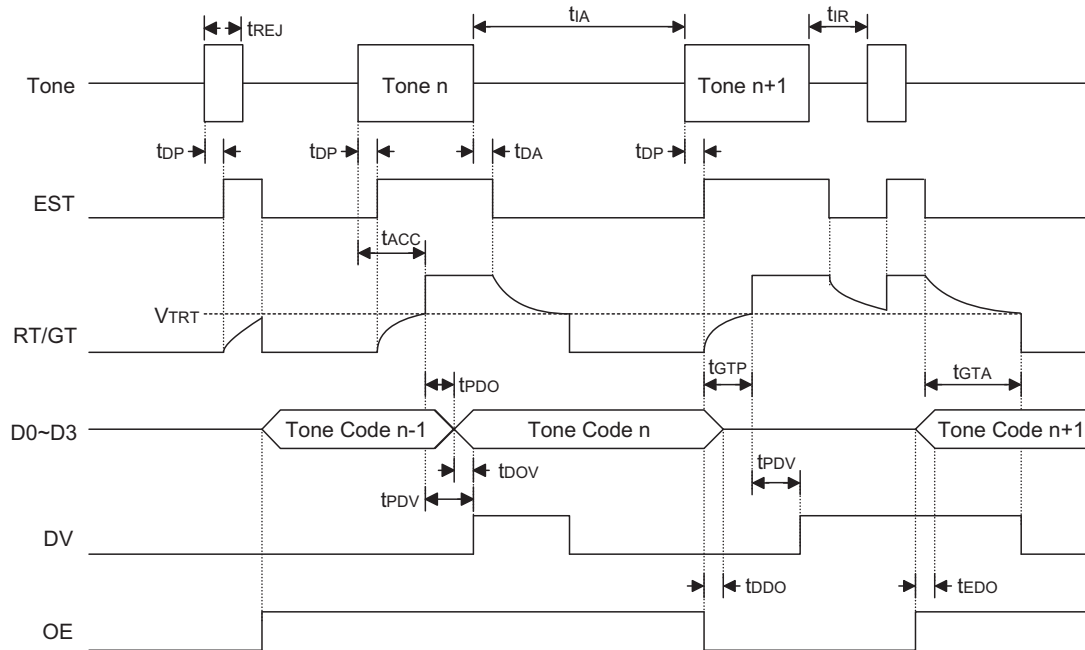 tIA
tIR
tREJ
Tone
Tone n
Tone n+1
tDP
tDP
tDA
tDP
EST
tACC
VTRT
RT/GT
tPDO
tGTP
tGTA
D0~D3
Tone Code n-1
Tone Code n
Tone Code n+1
tDOV
tPDV
tPDV
DV
tDDO
tEDO
OE